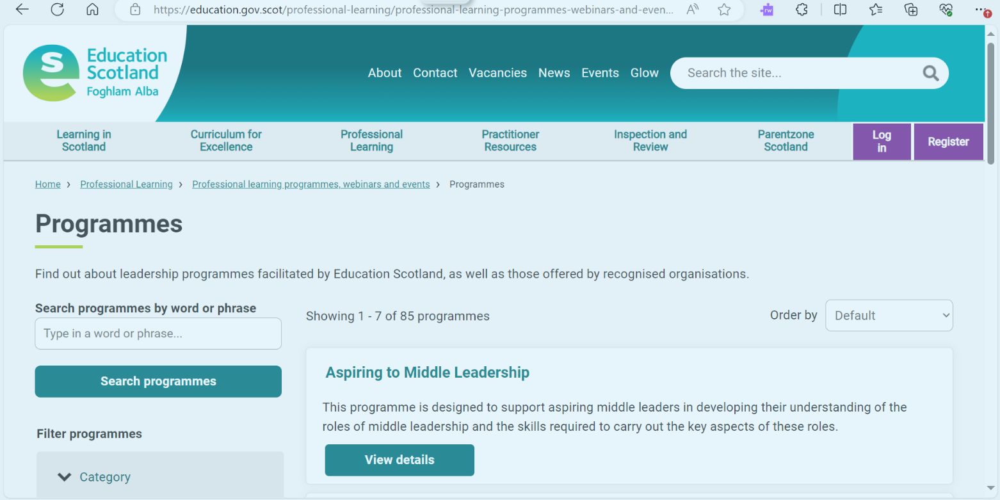 https://education.gov.scot/professional-learning/professional-learning-programmes-webinars-and-even...
rw
Education
Scotland
Foghlam Alba
About Contact Vacancies News Events Glow Search the site...
Learning in
Scotland
Curriculum for
Excellence
Professional
Learning
Practitioner
Resources
Inspection and
Review
Parentzone
Scotland
Log
in
Register
Home › Professional Learning › Professional learning programmes, webinars and events › Programmes
Programmes
Find out about leadership programmes facilitated by Education Scotland, as well as those offered by recognised organisations.
Search programmes by word or phrase
Type in a word or phrase...
Search programmes
Filter programmes
Category
Showing 1 - 7 of 85 programmes
Order by Default
Aspiring to Middle Leadership
This programme is designed to support aspiring middle leaders in developing their understanding of the
roles of middle leadership and the skills required to carry out the key aspects of these roles.
View details